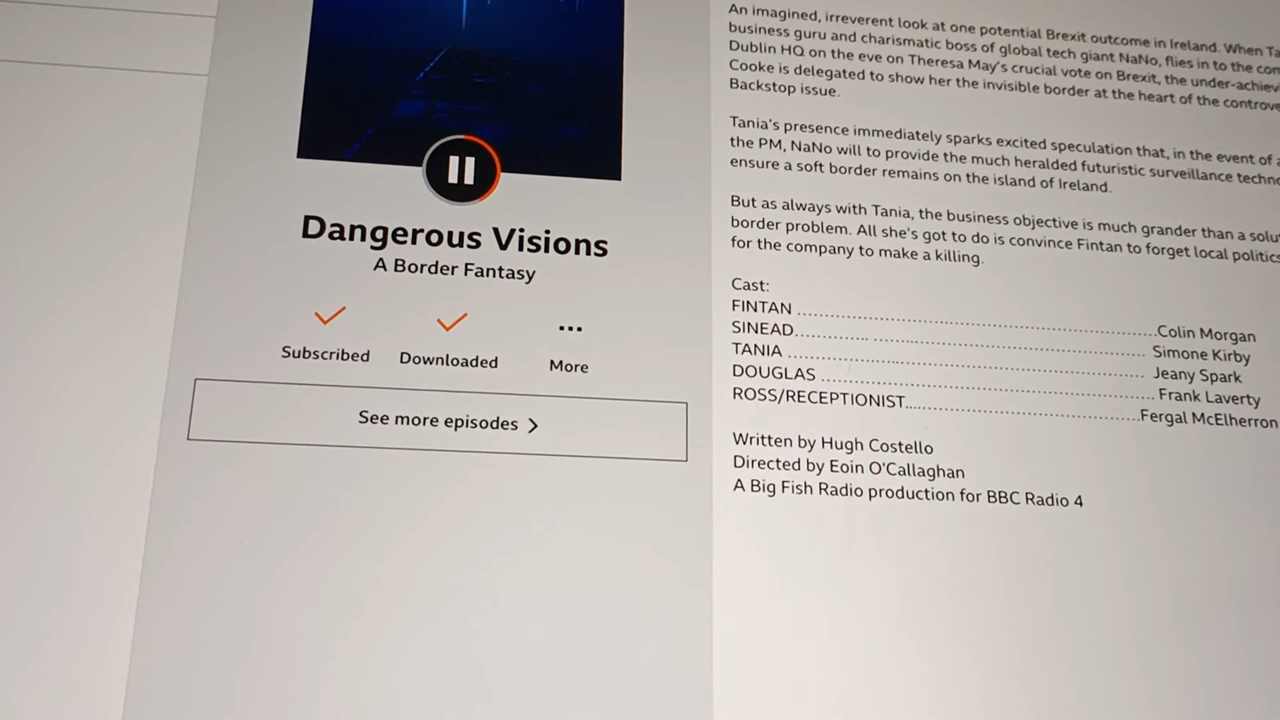 Dangerous Visions
A Border Fantasy
Subscribed
Downloaded
More
See more episodes
An imagined, irreverent look at one potential Brexit outcome in Ireland. When
business guru and charismatic boss of global tech giant NaNo, flies in to the
Dublin HQ on the eve on Theresa May's crucial vote on Brexit, the
Cooke is delegated to show her the invisible border at the heart of the
Backstop issue.
Tania's presence immediately sparks excited speculation that, in the event of
the PM, NaNo will to provide the much heralded futuristic surveillance
ensure a soft border remains on the island of Ireland.
But as always with Tania, the business objective is much grander than a
border problem. All she's got to do is convince Fintan to forget local
for the company to make a killing.
Cast:
FINTAN ........................................................................Colin Morgan
SINEAD.............. ................................................... Simone Kirby
TANIA .................................................................... Jeany Spark
DOUGLAS ............................................................... Frank Laverty
ROSS/RECEPTIONIST...............................................Fergal McElherron
Written by Hugh Costello
Directed by Eoin O'Callaghan
A Big Fish Radio production for BBC Radio 4